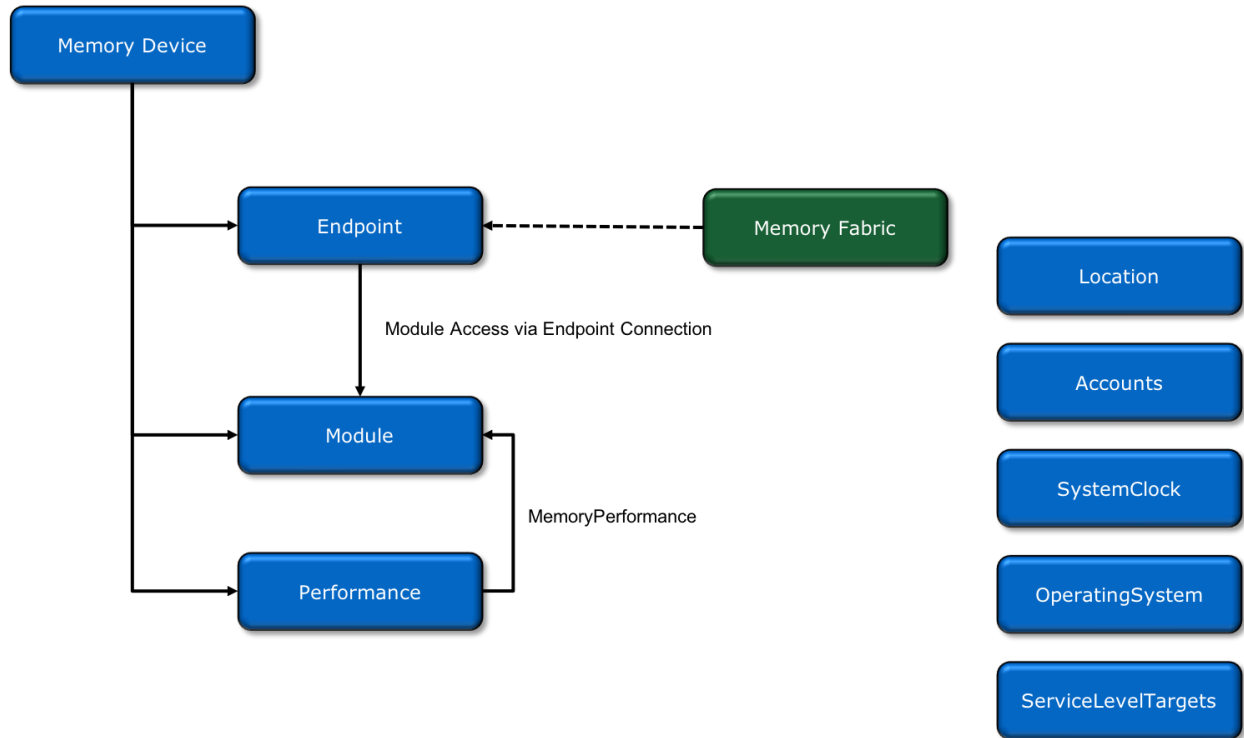 Memory Device
Endpoint
Memory Fabric
Location
Module Access via Endpoint Connection
Accounts
Module
SystemClock
MemoryPerformance
Performance
OperatingSystem
ServiceLevelTargets